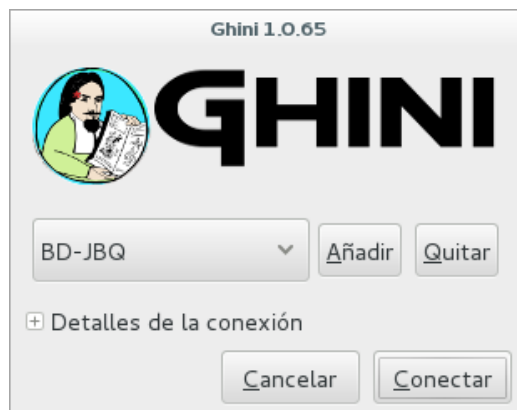 Ghini 1.0.65
GHINI
BD-JBQ Añadir Quitar
Detalles de la conexión
Cancelar Conectar